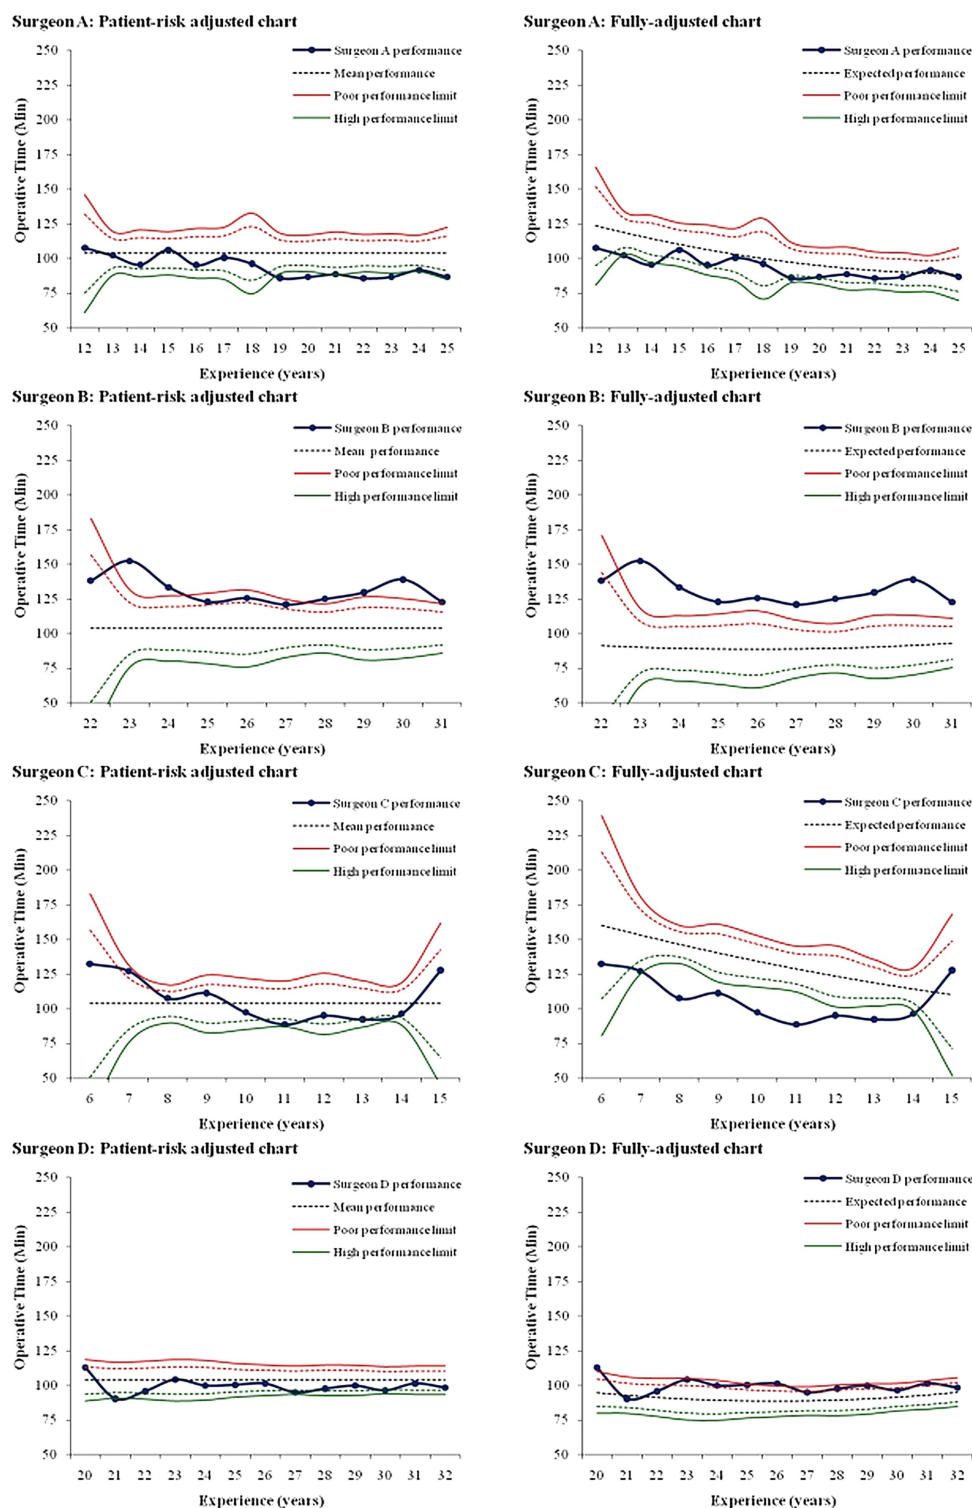 Surgeon A: Patient-risk adjusted chart
Operative Time (Min)
250
225
200
175
150
125
100
75
50
Surgeon A performance
Mean performance
Poor performance limit
High performance limit
12 13 14 15 16 17 18 19 20 21 22 23 24 25
Experience (years)
Surgeon A: Fully-adjusted chart
Operative Time (Min)
250
225
200
175
150
125
100
75
50
Surgeon A performance
Expected performance
Poor performance limit
High performance limit
12 13 14 15 16 17 18 19 20 21 22 23 24 25
Experience (years)
Surgeon B: Patient-risk adjusted chart
Operative Time (Min)
250
225
200
175
150
125
100
75
50
Surgeon B performance
Mean performance
Poor performance limit
High performance limit
22 23 24 25 26 27 28 29 30 31
Experience (years)
Surgeon B: Fully-adjusted chart
Operative Time (Min)
250
225
200
175
150
125
100
75
50
Surgeon B performance
Expected performance
Poor performance limit
High performance limit
22 23 24 25 26 27 28 29 30 31
Experience (years)
Surgeon C: Patient-risk adjusted chart
Operative Time (Min)
250
225
200
175
150
125
100
75
50
Surgeon C performance
Mean performance
Poor performance limit
High performance limit
6 7 8 9 10 11 12 13 14 15
Experience (years)
Surgeon C: Fully-adjusted chart
Operative Time (Min)
250
225
200
175
150
125
100
75
50
Surgeon C performance
Expected performance
Poor performance limit
High performance limit
6 7 8 9 10 11 12 13 14 15
Experience (years)
Surgeon D: Patient-risk adjusted chart
Operative Time (Min)
250
225
200
175
150
125
100
75
50
Surgeon D performance
Mean performance
Poor performance limit
High performance limit
20 21 22 23 24 25 26 27 28 29 30 31 32
Experience (years)
Surgeon D: Fully-adjusted chart
Operative Time (Min)
250
225
200
175
150
125
100
75
50
Surgeon D performance
Expected performance
Poor performance limit
High performance limit
20 21 22 23 24 25 26 27 28 29 30 31 32
Experience (years)